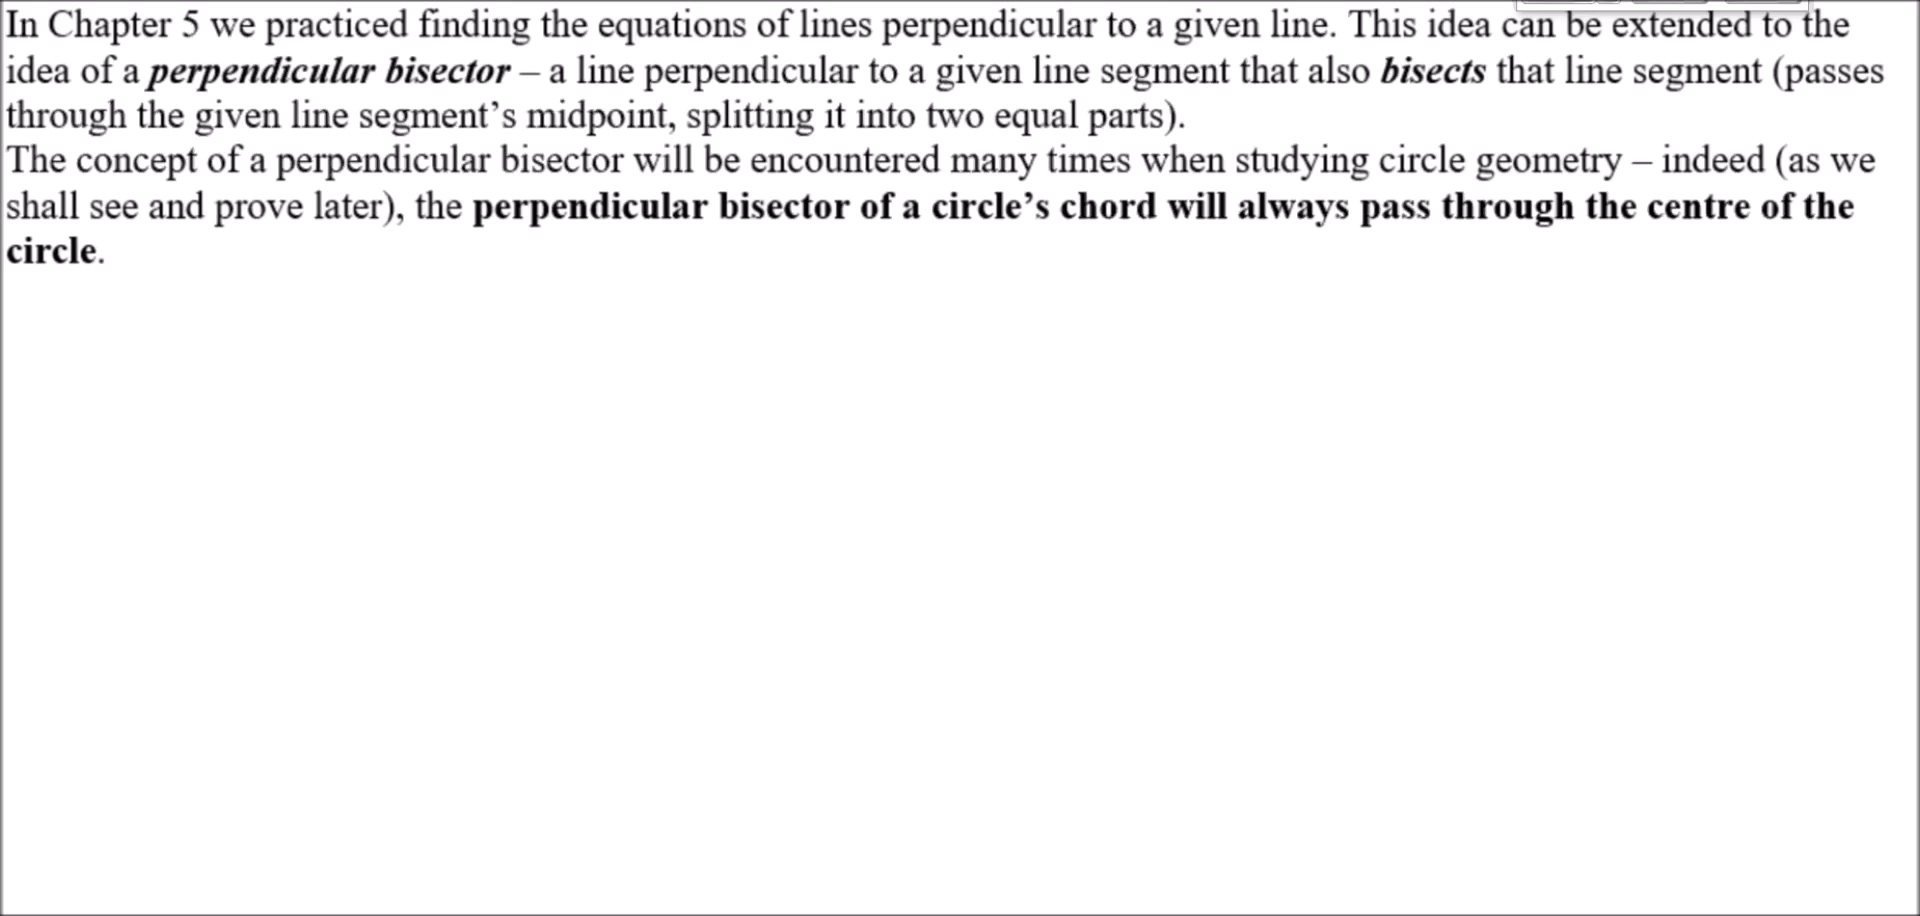 In Chapter 5 we practiced finding the equations of lines perpendicular to a given line. This idea can be extended to the
idea of a perpendicular bisector – a line perpendicular to a given line segment that also bisects that line segment (passes
through the given line segment’s midpoint, splitting it into two equal parts).
The concept of a perpendicular bisector will be encountered many times when studying circle geometry – indeed (as we
shall see and prove later), the perpendicular bisector of a circle’s chord will always pass through the centre of the
circle.